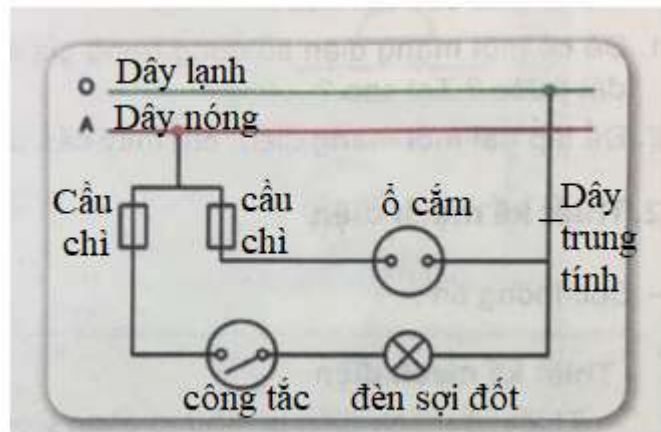 O Dây lạnh
A Dây nóng
Cầu
chì
cầu
chì
ổ cắm
Dây
trung
tính
công tắc
đèn sợi đốt